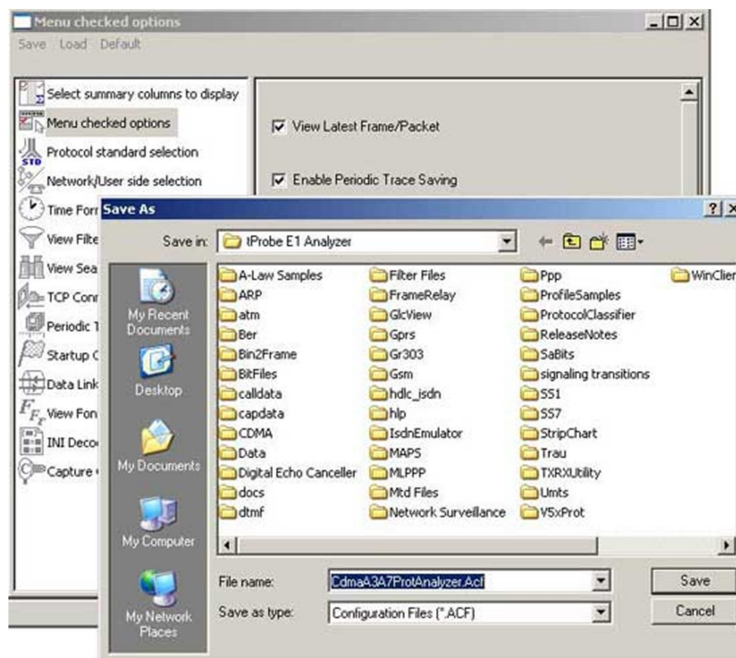 Menu checked options
Save Load Default
Select summary columns to display
Menu checked options
Protocol standard selection
Network/User side selection
Time For
View Filte
View Sea
TCP Conr
Periodic T
Startup C
Data Link
View Fon
INI Deco
Capture
View Latest Frame/Packet
Enable Periodic Trace Saving
Save As
Save in:
tProbe E1 Analyzer
My Recent
Documents
Desktop
My Documents
My Computer
My Network
Places
A-Law Samples
ARP
atm
Ber
Bin2Frame
BitFiles
calldata
capdata
CDMA
Data
Digital Echo Canceller
docs
dtmf
Filter Files
FrameRelay
GlcView
Gprs
Gr303
Gsm
hdlc_isdn
hlp
IsdnEmulator
MAPS
MLPPP
Mtd Files
Network Surveillance
Ppp
ProfileSamples
ProtocolClassifier
ReleaseNotes
SaBits
signaling transitions
SS1
SS7
StripChart
Trau
TXRXUtility
Umts
V5xProt
WinClien
File name:
CdmaA3A7ProtAnalyzer.Acf
Save
Save as type:
Configuration Files (*.ACF)
Cancel